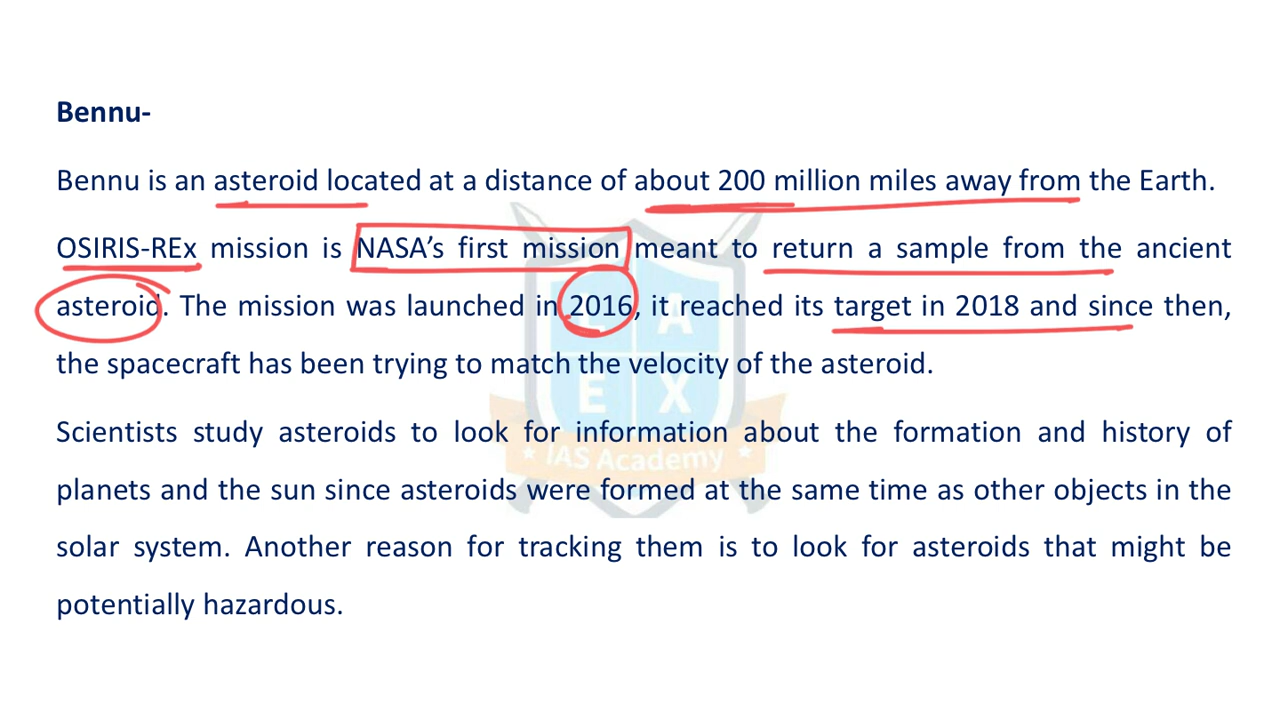 Bennu-
Bennu is an asteroid located at a distance of about 200 million miles away from the Earth.
OSIRIS-REx mission is NASA’s first mission meant to return a sample from the ancient
asteroid. The mission was launched in 2016, it reached its target in 2018 and since then,
the spacecraft has been trying to match the velocity of the asteroid.
Scientists study asteroids to look for information about the formation and history of
planets and the sun since asteroids were formed at the same time as other objects in the
solar system. Another reason for tracking them is to look for asteroids that might be
potentially hazardous.
A
E X
IAS Academy